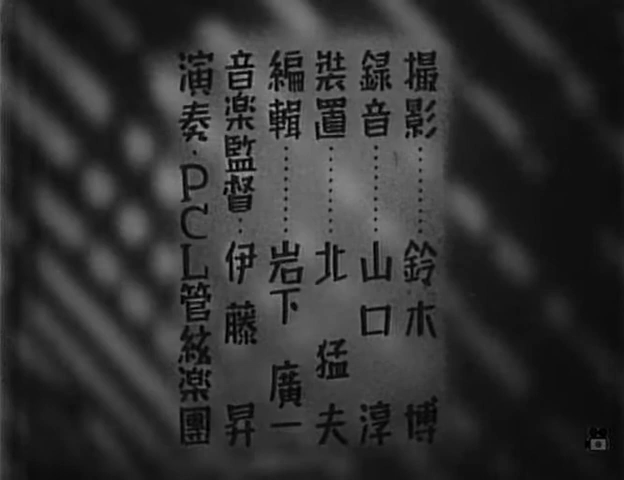 撮影………鈴木 博
録音………山口 淳
装置………北 猛夫
編輯………岩下 廣一
音楽監督…伊藤 昇
演奏・PCL管絃楽團